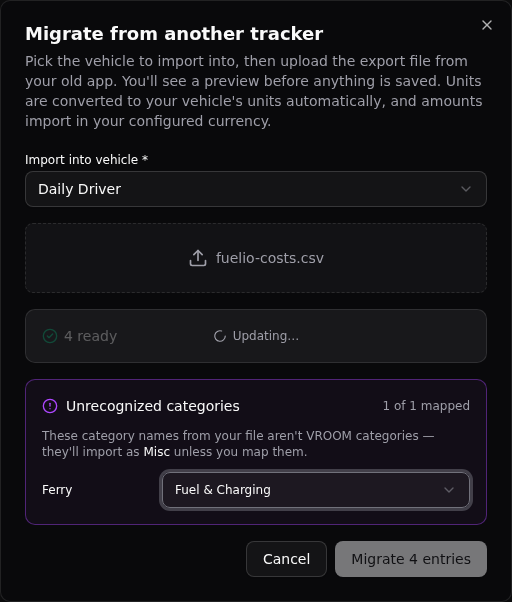 Migrate from another tracker
Pick the vehicle to import into, then upload the export file from
your old app. You'll see a preview before anything is saved. Units
are converted to your vehicle's units automatically, and amounts
import in your configured currency.
Import into vehicle *
Daily Driver
fuelio-costs.csv
4 ready
Updating...
Unrecognized categories
1 of 1 mapped
These category names from your file aren't VROOM categories —
they'll import as Misc unless you map them.
Ferry
Fuel & Charging
Cancel
Migrate 4 entries